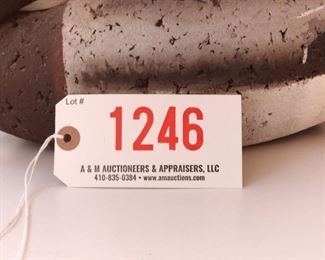 Lot #
1246
A & M AUCTIONEERS & APPRAISERS, LLC
410-835-0384 • www.amauctions.com